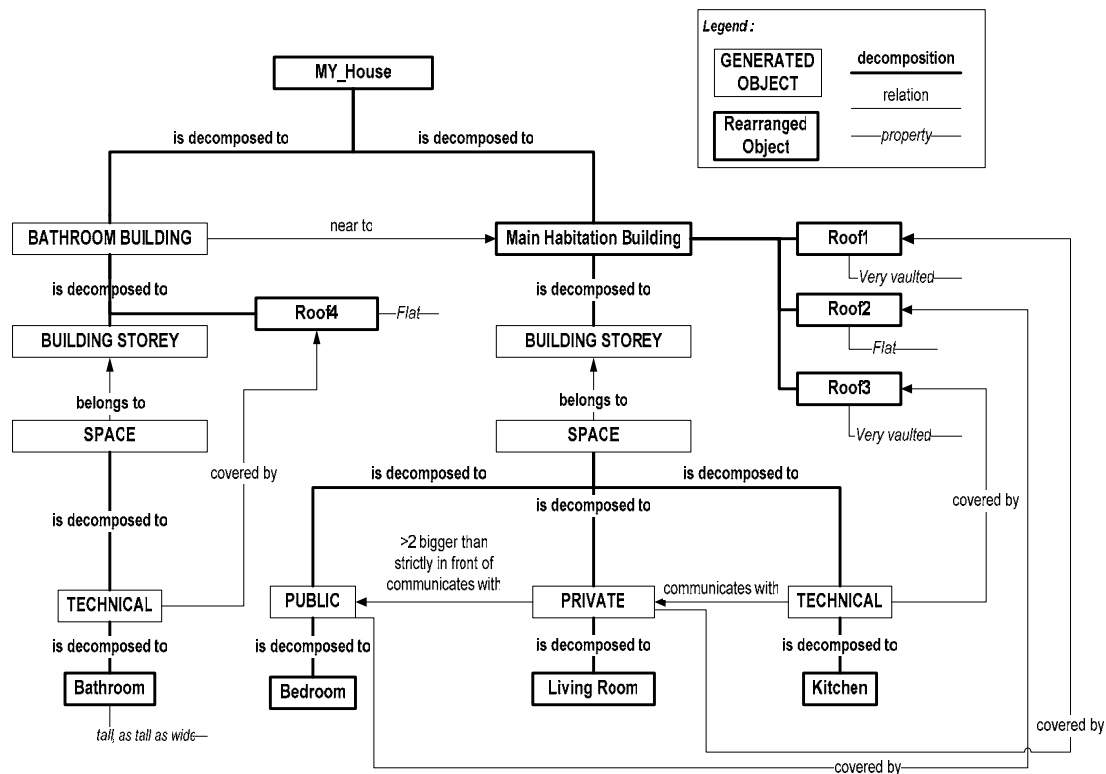 Legend :
GENERATED
OBJECT
decomposition
relation
Rearranged
Object
property
MY_House
is decomposed to
is decomposed to
BATHROOM BUILDING
near to
Main Habitation Building
Roof1
Very vaulted
is decomposed to
is decomposed to
Roof4
Flat
Roof2
Flat
BUILDING STOREY
BUILDING STOREY
Roof3
Very vaulted
belongs to
belongs to
SPACE
SPACE
covered by
is decomposed to
is decomposed to
covered by
is decomposed to
is decomposed to
>2 bigger than
strictly in front of
communicates with
communicates with
TECHNICAL
PUBLIC
PRIVATE
TECHNICAL
is decomposed to
is decomposed to
is decomposed to
is decomposed to
Bathroom
Bedroom
Living Room
Kitchen
tall, as tall as wide
covered by
covered by